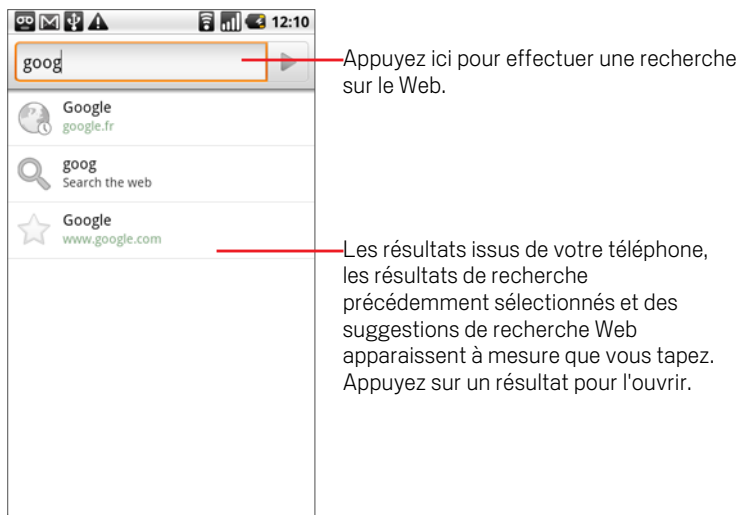 12:10
goog
Google
google.fr
goog
Search the web
Google
www.google.com
Appuyez ici pour effectuer une recherche
sur le Web.
Les résultats issus de votre téléphone,
les résultats de recherche
précédemment sélectionnés et des
suggestions de recherche Web
apparaissent à mesure que vous tapez.
Appuyez sur un résultat pour l'ouvrir.